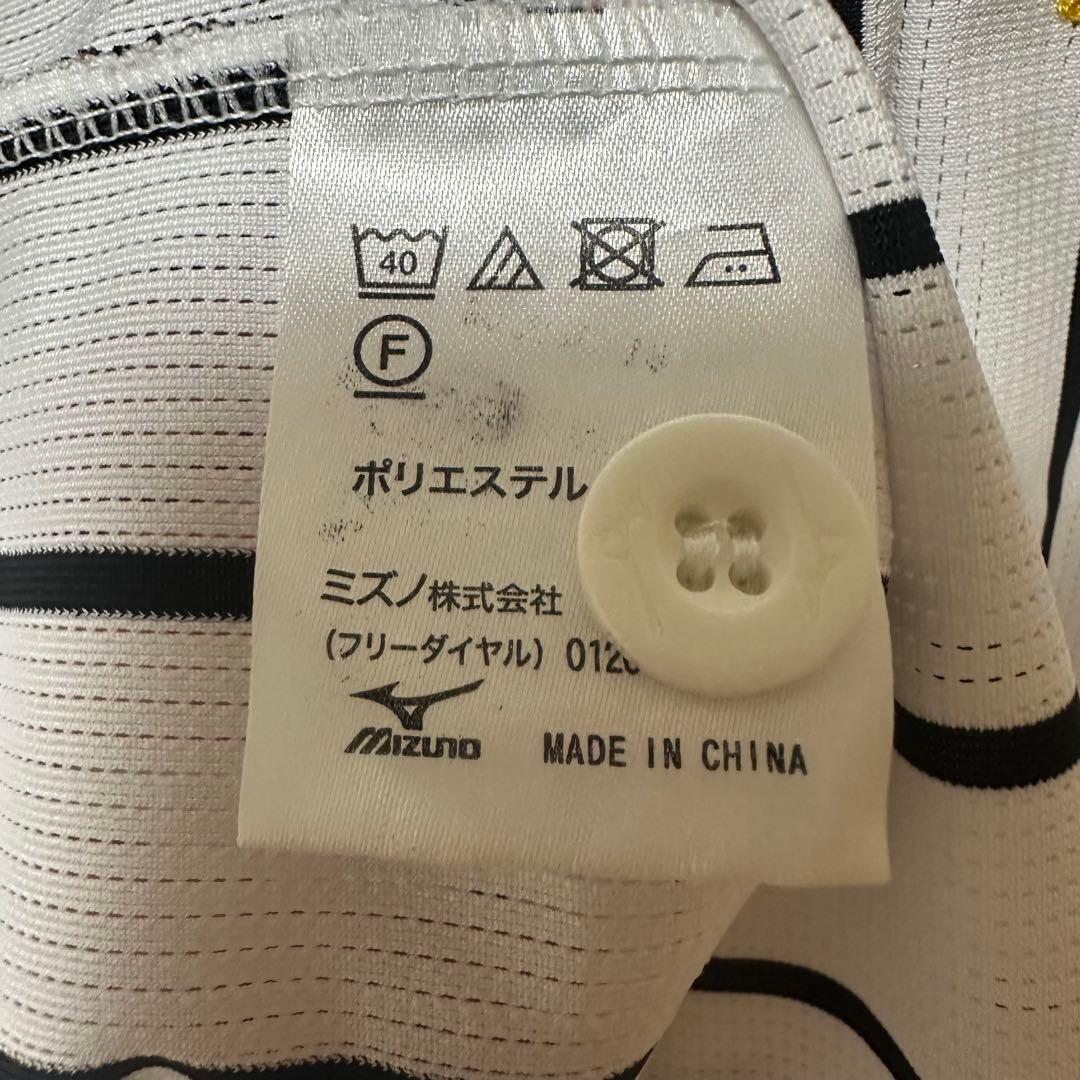 40
F
ポリエステル
ミズノ株式会社
(フリーダイヤル) 012
MIZUNO MADE IN CHINA